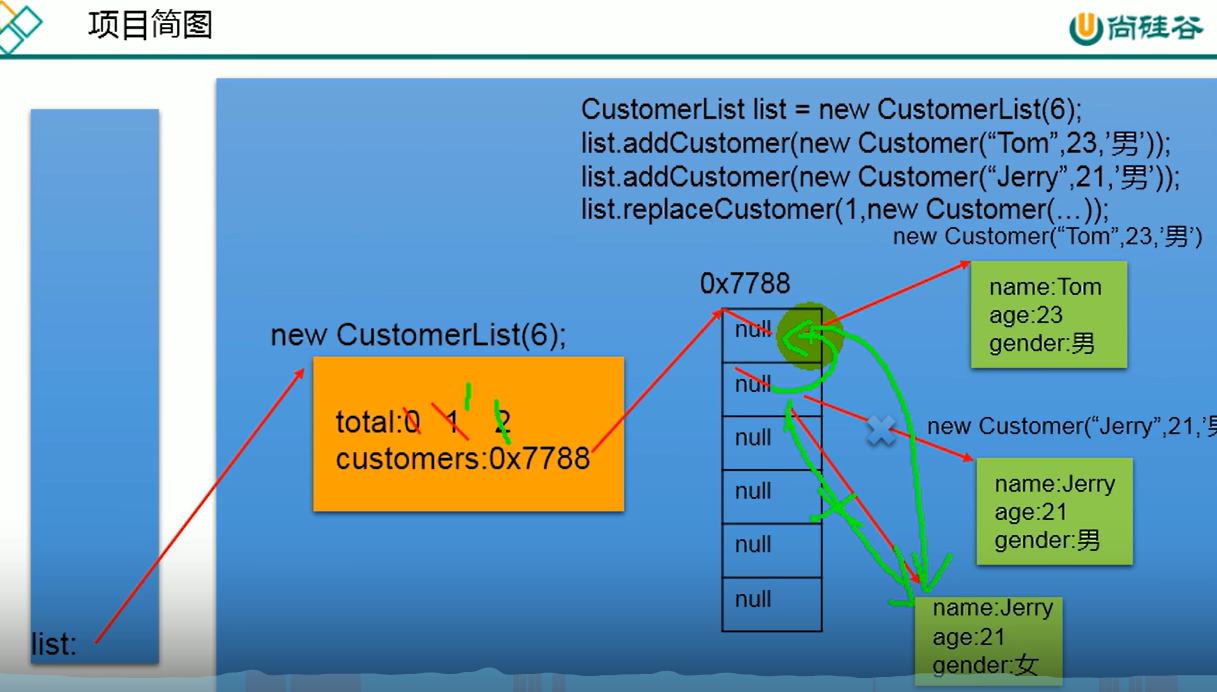 项目简图
尚硅谷
CustomerList list = new CustomerList(6);
list.addCustomer(new Customer(“Tom”,23,’男’));
list.addCustomer(new Customer(“Jerry”,21,’男’));
list.replaceCustomer(1,new Customer(…));
new Customer(“Tom”,23,’男’)
0x7788
name:Tom
age:23
gender:男
new CustomerList(6);
null
null
null
null
null
null
total:0 1 2
1
customers:0x7788
new Customer(“Jerry”,21,’男
name:Jerry
age:21
gender:男
name:Jerry
age:21
gender:女
list: